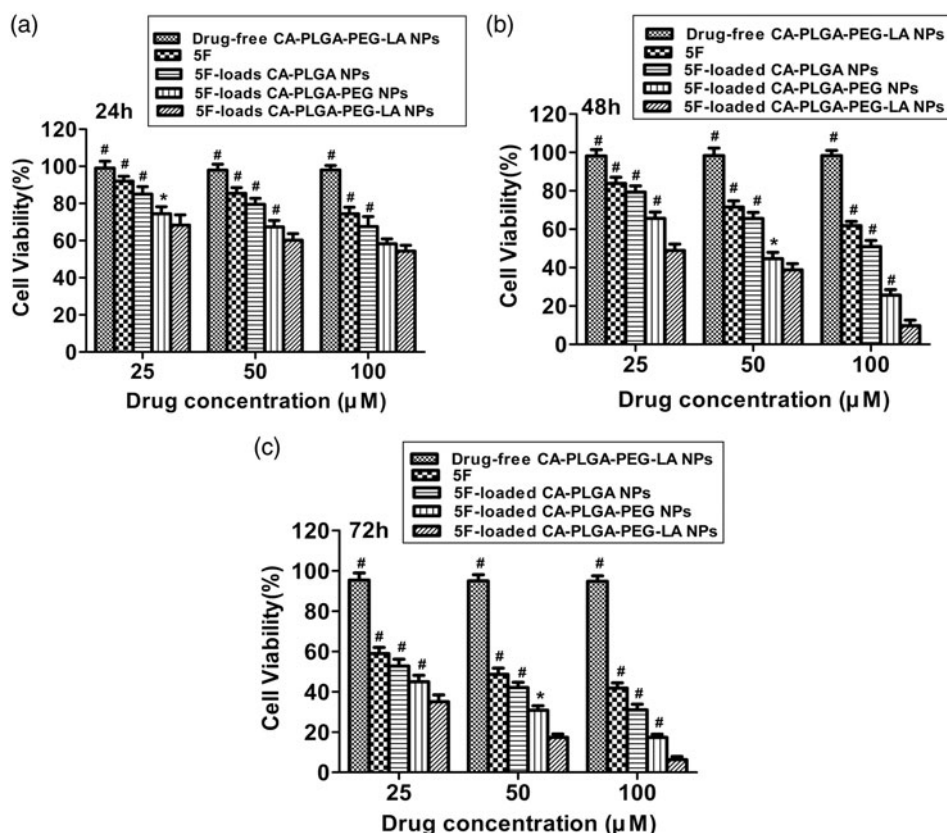 (a)
Drug-free CA-PLGA-PEG-LA NPs
5F
5F-loads CA-PLGA NPs
5F-loads CA-PLGA-PEG NPs
5F-loads CA-PLGA-PEG-LA NPs
24h
120
100
80
60
40
20
0
Cell Viability(%)
# # # * # # # # # # #
25 50 100
Drug concentration (µM)
(b)
Drug-free CA-PLGA-PEG-LA NPs
5F
5F-loaded CA-PLGA NPs
5F-loaded CA-PLGA-PEG NPs
5F-loaded CA-PLGA-PEG-LA NPs
48h
120
100
80
60
40
20
0
Cell Viability(%)
# # # # # # # * # # # #
25 50 100
Drug concentration (µM)
(c)
Drug-free CA-PLGA-PEG-LA NPs
5F
5F-loaded CA-PLGA NPs
5F-loaded CA-PLGA-PEG NPs
5F-loaded CA-PLGA-PEG-LA NPs
72h
120
100
80
60
40
20
0
Cell Viability(%)
# # # # # # # * # # # #
25 50 100
Drug concentration (µM)